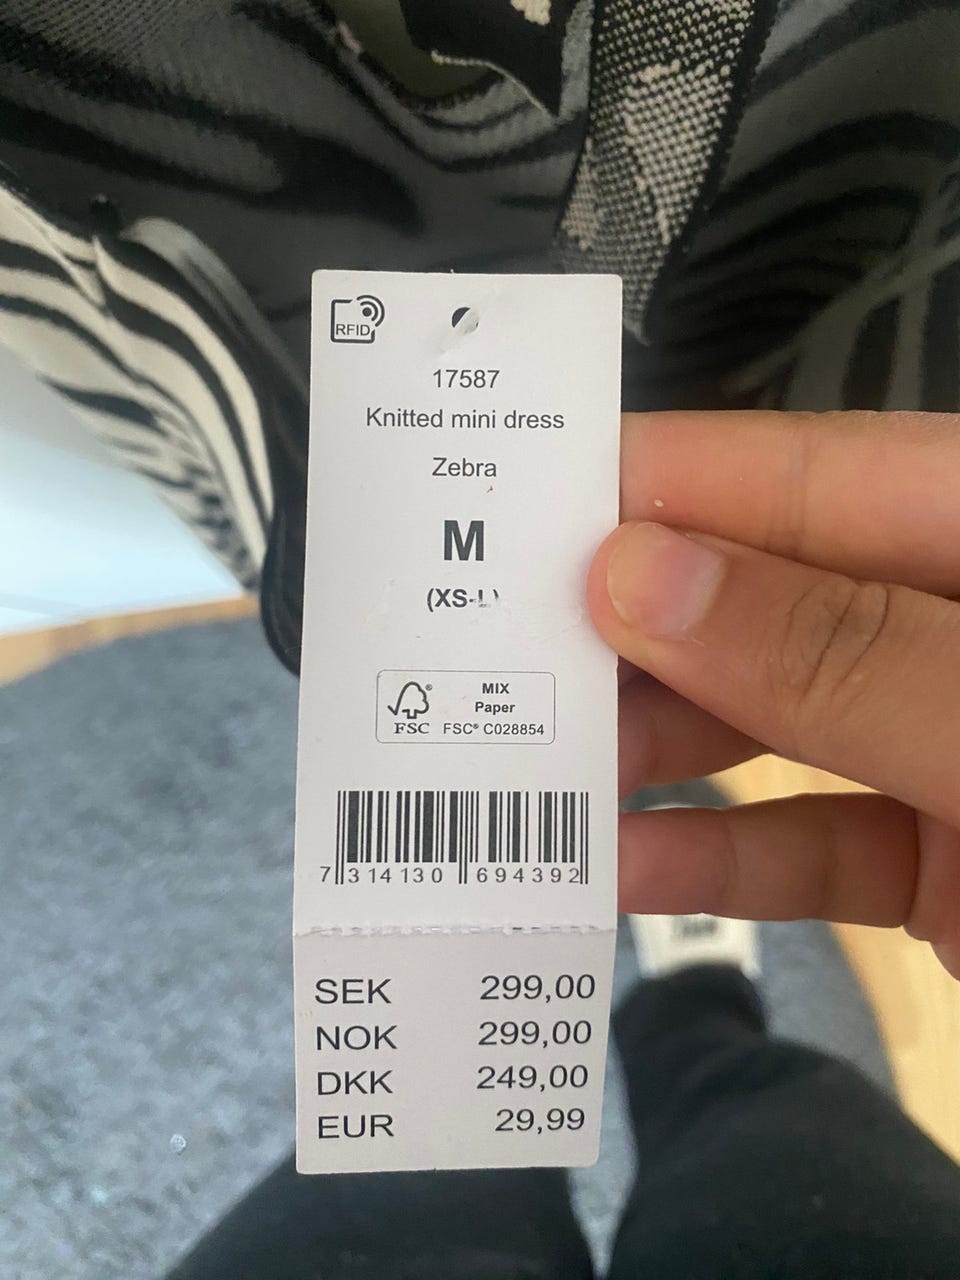 RFID
17587
Knitted mini dress
Zebra
M
(XS-L)
MIX
Paper
FSC® C028854
FSC
7 314130 694392
SEK 299,00
NOK 299,00
DKK 249,00
EUR 29,99